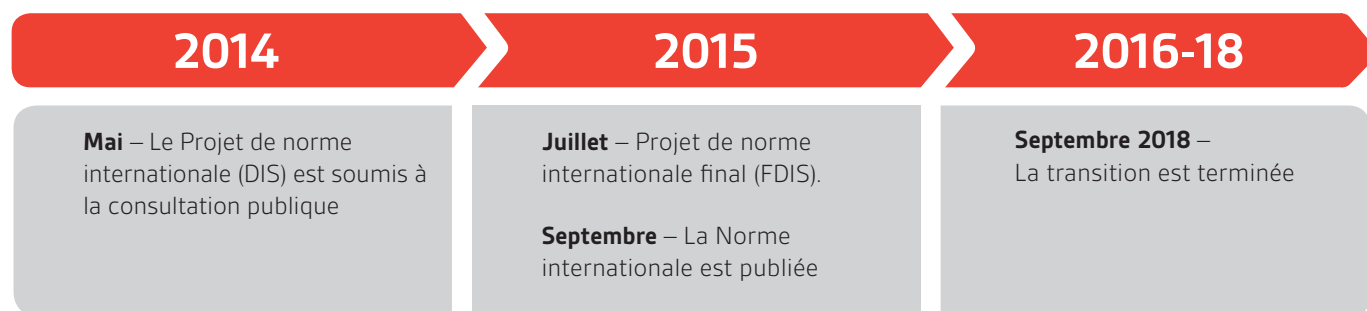 2014
Mai – Le Projet de norme
internationale (DIS) est soumis à
la consultation publique
2015
Juillet – Projet de norme
internationale final (FDIS).
Septembre – La Norme
internationale est publiée
2016-18
Septembre 2018 –
La transition est terminée